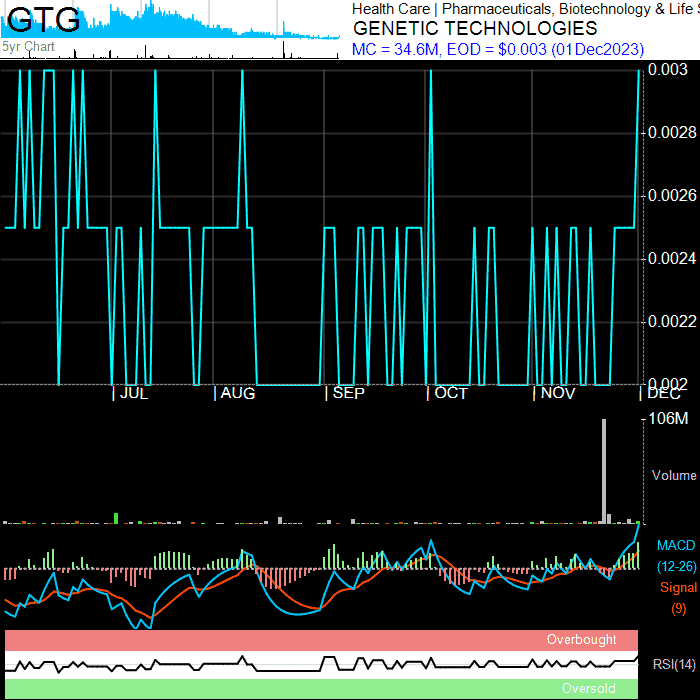 GTG
5yr Chart
Health Care | Pharmaceuticals, Biotechnology & Life S
GENETIC TECHNOLOGIES
MC = 34.6M, EOD = $0.003 (01Dec2023)
0.003
0.0028
0.0026
0.0024
0.0022
0.002
JUL AUG SEP OCT NOV DEC
106M
Volume
MACD
(12-26)
Signal
(9)
Overbought
RSI(14)
Oversold